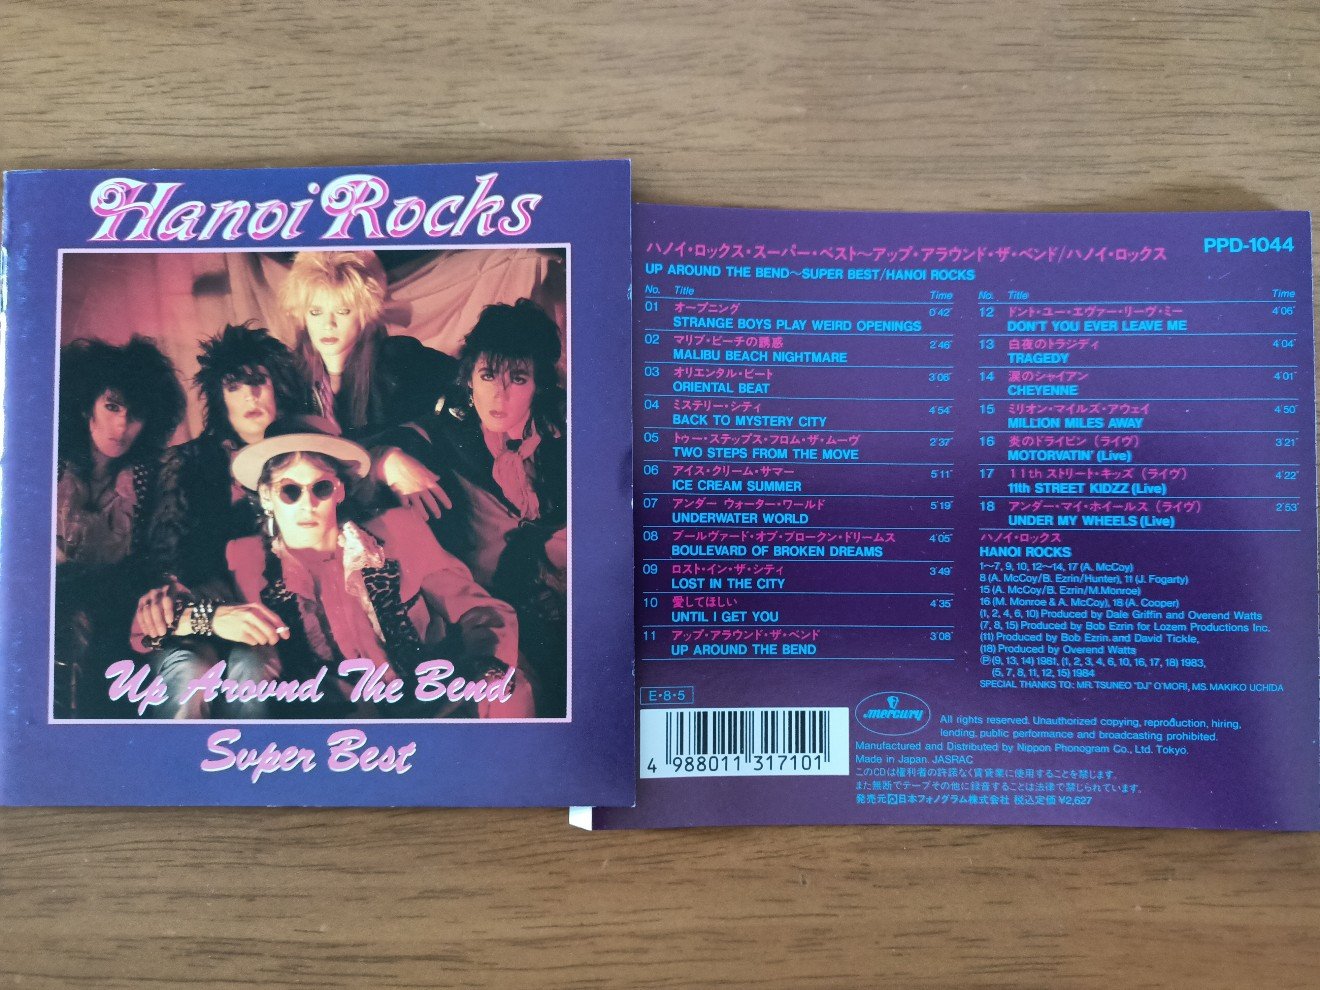 Hanoi Rocks
Up Around The Bend
Super Best
ハノイ・ロックス・スーパー・ベスト〜アップ・アラウンド・ザ・ベンド/ハノイ・ロックス
PPD-1044
UP AROUND THE BEND〜SUPER BEST/HANOI ROCKS
No. Title Time
01 オープニング 0'42"
STRANGE BOYS PLAY WEIRD OPENINGS
02 マリブ・ビーチの誘惑 2'46"
MALIBU BEACH NIGHTMARE
03 オリエンタル・ビート 3'06"
ORIENTAL BEAT
04 ミステリー・シティ 4'54"
BACK TO MYSTERY CITY
05 トゥー・ステップス・フロム・ザ・ムーヴ 2'37"
TWO STEPS FROM THE MOVE
06 アイス・クリーム・サマー 5'11"
ICE CREAM SUMMER
07 アンダー ウォーター・ワールド 5'19"
UNDERWATER WORLD
08 ブールヴァード・オブ・ブロークン・ドリームス 4'05"
BOULEVARD OF BROKEN DREAMS
09 ロスト・イン・ザ・シティ 3'49"
LOST IN THE CITY
10 愛してほしい 4'35"
UNTIL I GET YOU
11 アップ・アラウンド・ザ・ベンド 3'08"
UP AROUND THE BEND
No. Title Time
12 ドント・ユー・エヴァー・リーヴ・ミー 4'06"
DON'T YOU EVER LEAVE ME
13 白夜のトラジディ 4'04"
TRAGEDY
14 涙のシャイアン 4'01"
CHEYENNE
15 ミリオン・マイルズ・アウェイ 4'50"
MILLION MILES AWAY
16 炎のドライビン(ライヴ) 3'21"
MOTORVATIN' (Live)
17 11thストリート・キッズ(ライヴ) 4'22"
11th STREET KIDZZ (Live)
18 アンダー・マイ・ホイールス(ライヴ) 2'53"
UNDER MY WHEELS (Live)
ハノイ・ロックス
HANOI ROCKS
1〜7, 9, 10, 12〜14, 17 (A. McCoy)
8 (A. McCoy/B. Ezrin/Hunter), 11 (J. Fogarty)
15 (A. McCoy/B. Ezrin/M.Monroe)
16 (M. Monroe & A. McCoy), 18 (A. Cooper)
(1, 2, 4, 6, 10) Produced by Dale Griffin and Overend Watts
(7, 8, 15) Produced by Bob Ezrin for Lozem Productions Inc.
(11) Produced by Bob Ezrin. and David Tickle,
(18) Produced by Overend Watts
Ⓟ(9, 13, 14) 1981, (1, 2, 3, 4, 6, 10, 16, 17, 18) 1983,
(5, 7, 8, 11, 12, 15) 1984
SPECIAL THANKS TO: MR. TSUNEO "DJ" O'MORI, MS. MAKIKO UCHIDA
E・8・5
4 988011 317101
mercury
All rights reserved. Unauthorized copying, reproduction, hiring,
lending, public performance and broadcasting prohibited.
Manufactured and Distributed by Nippon Phonogram Co., Ltd. Tokyo.
Made in Japan. JASRAC
このCDは権利者の許諾なく賃貸業に使用することを禁じます。
また無断でテープその他に録音することは法律で禁じられています。
発売元 日本フォノグラム株式会社 税込定価¥2,627